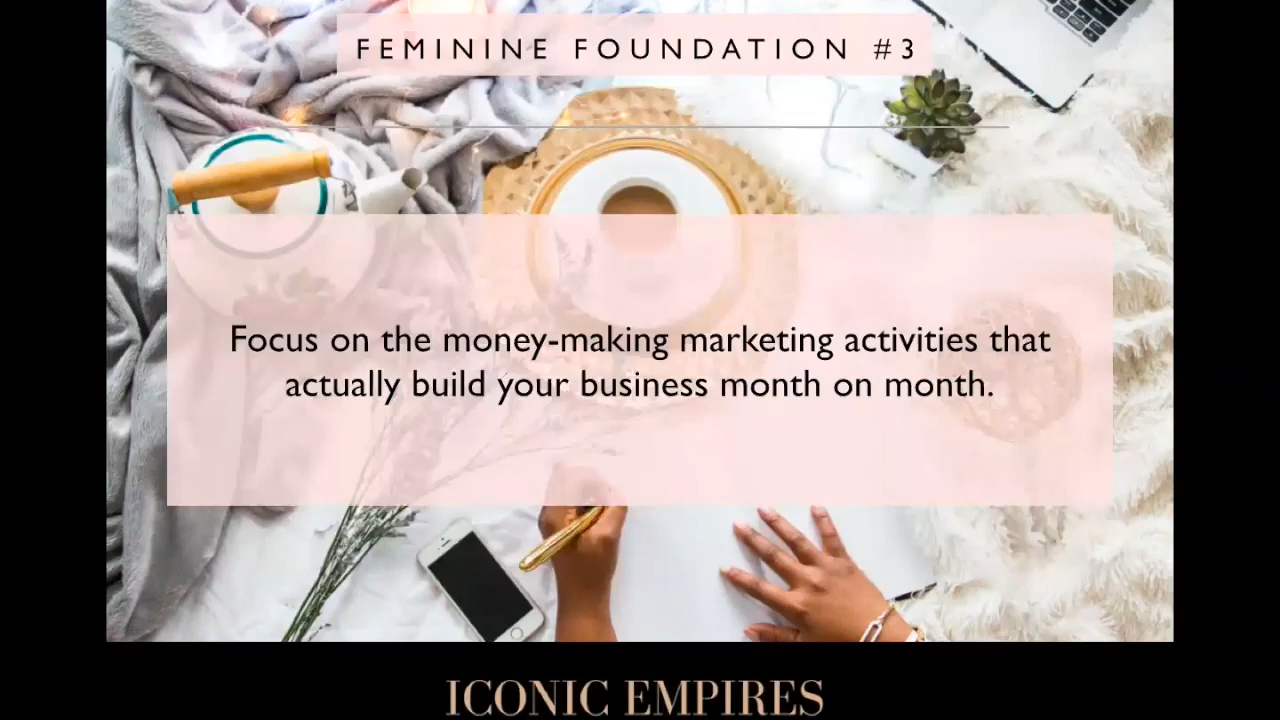 FEMININE FOUNDATION #3
Focus on the money-making marketing activities that
actually build your business month on month.
ICONIC EMPIRES